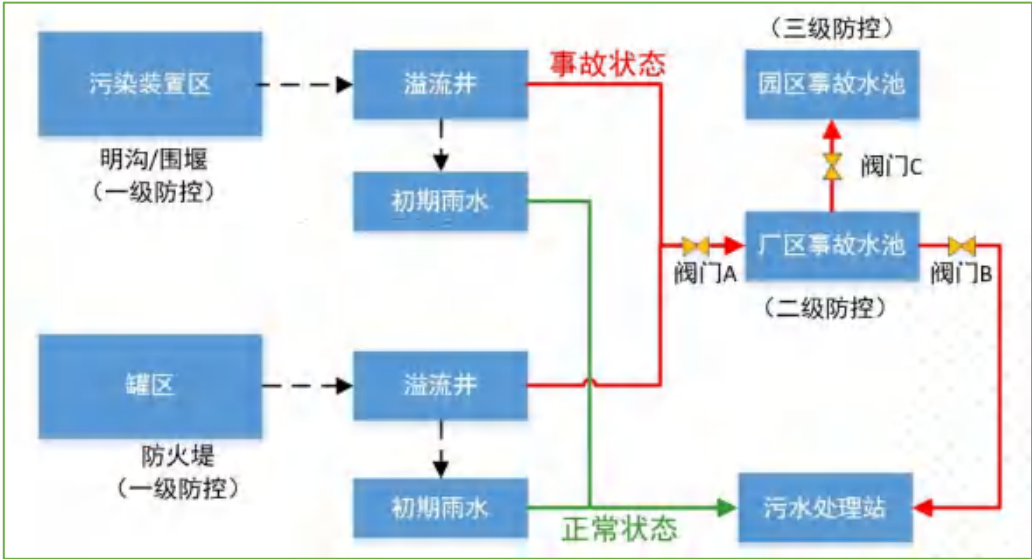 （三级防控）
污染装置区
溢流井
事故状态
园区事故水池
明沟/围堰
（一级防控）
阀门C
初期雨水
厂区事故水池
阀门A
阀门B
（二级防控）
罐区
溢流井
防火堤
（一级防控）
初期雨水
正常状态
污水处理站